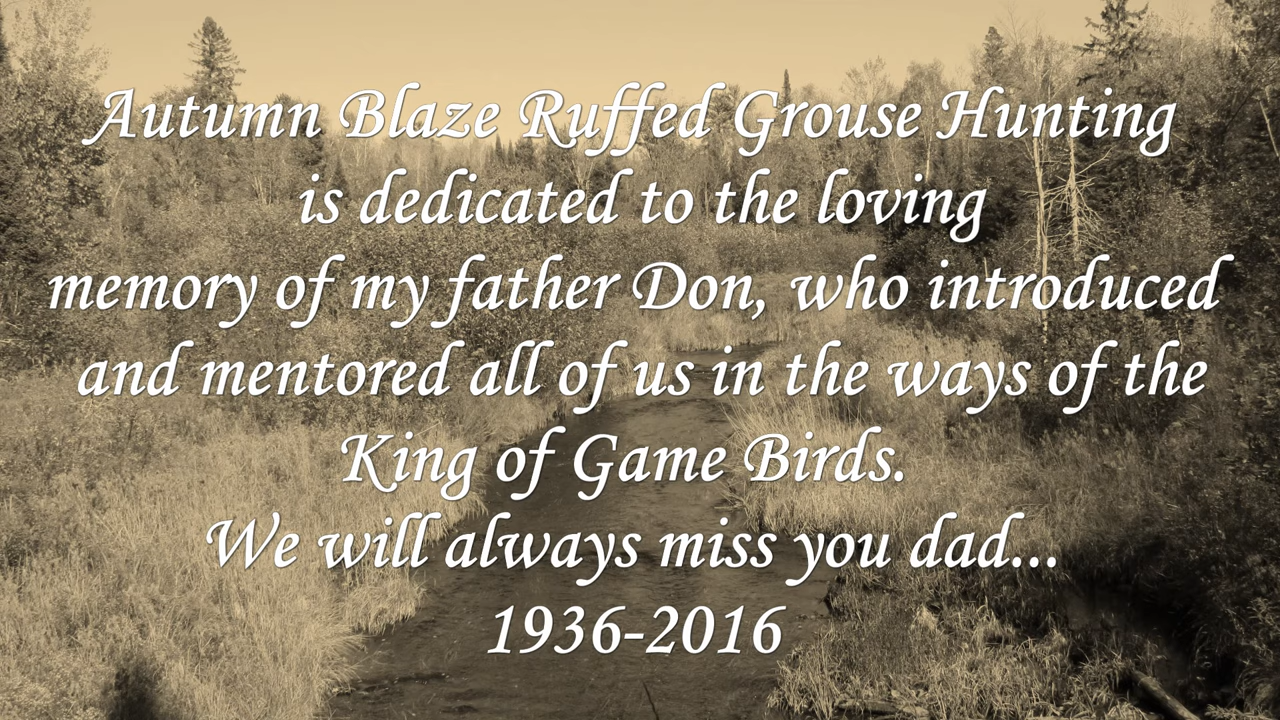 Autumn Blaze Ruffed Grouse Hunting
is dedicated to the loving
memory of my father Don, who introduced
and mentored all of us in the ways of the
King of Game Birds.
We will always miss you dad...
1936-2016